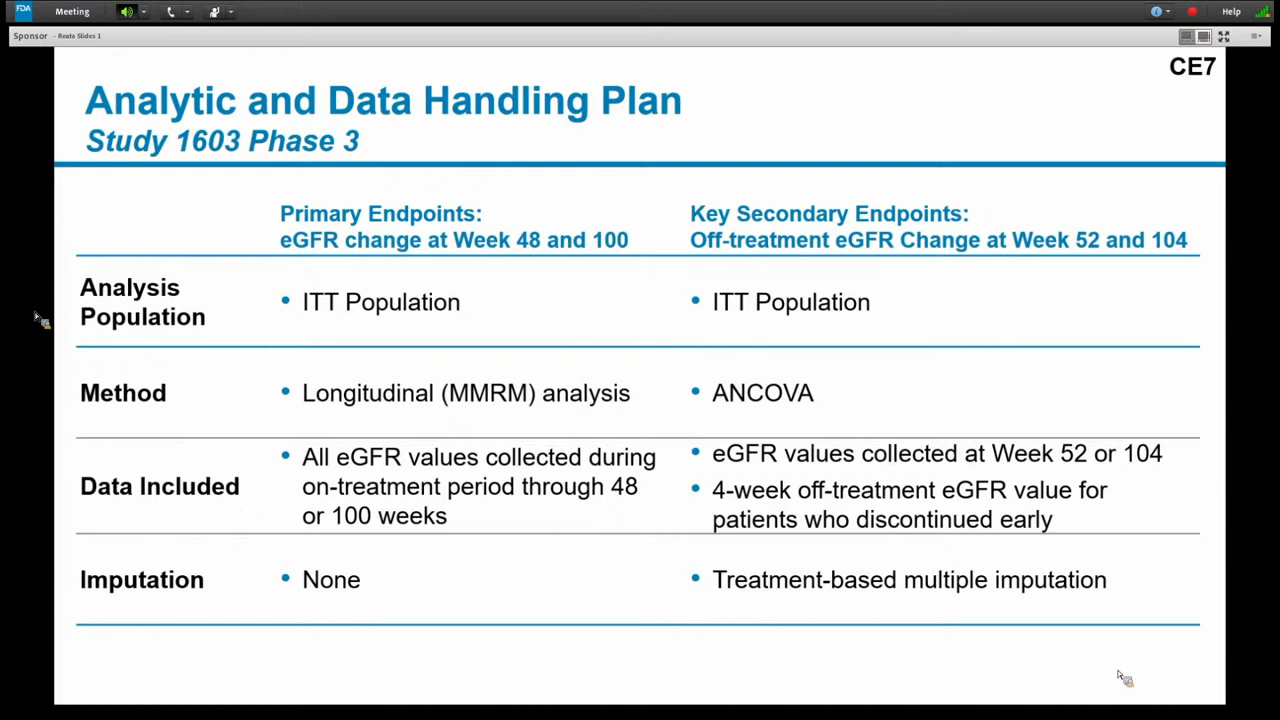 FDA
Meeting
Help
Sponsor - Reata Slides 1
CE7
Analytic and Data Handling Plan
Study 1603 Phase 3
Primary Endpoints:
eGFR change at Week 48 and 100
Key Secondary Endpoints:
Off-treatment eGFR Change at Week 52 and 104
Analysis
Population
• ITT Population
• ITT Population
Method
• Longitudinal (MMRM) analysis
• ANCOVA
Data Included
• All eGFR values collected during
on-treatment period through 48
or 100 weeks
• eGFR values collected at Week 52 or 104
• 4-week off-treatment eGFR value for
patients who discontinued early
Imputation
• None
• Treatment-based multiple imputation